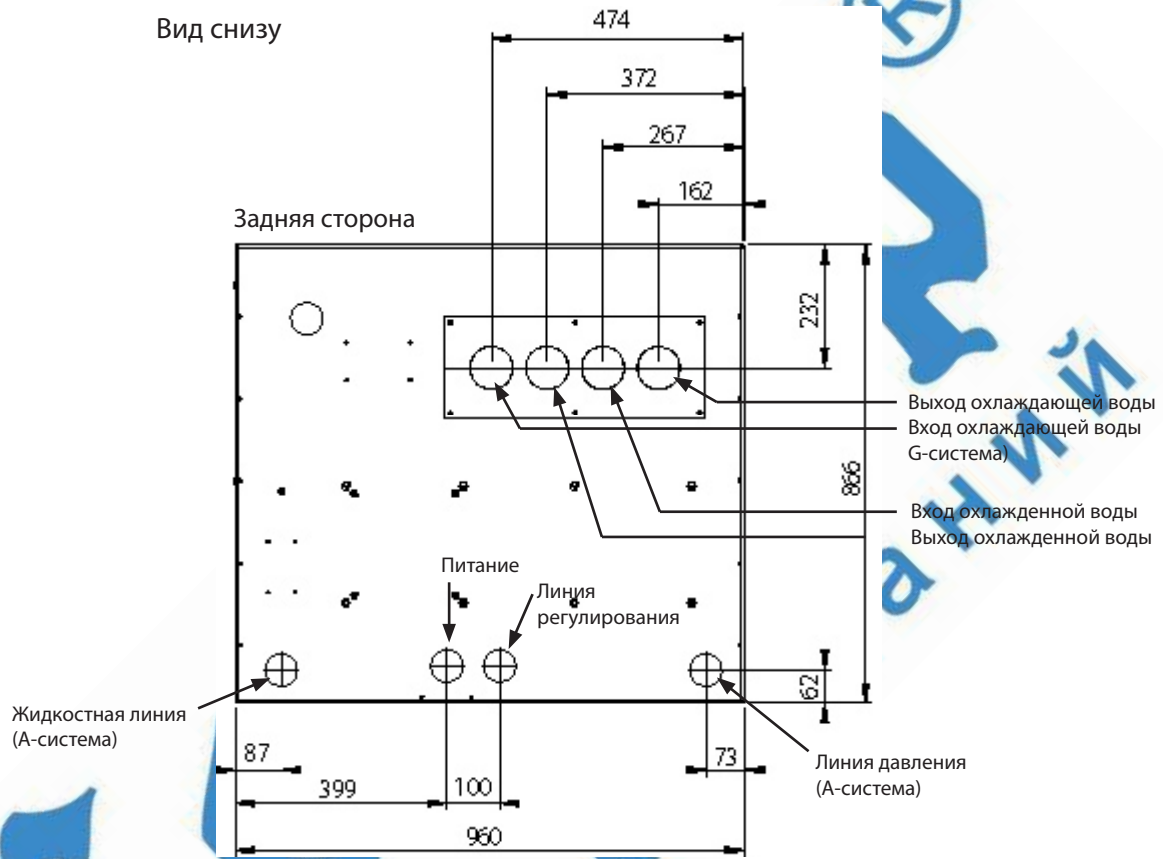 Вид снизу
474
372
267
162
Задняя сторона
232
866
Выход охлаждающей воды
Вход охлаждающей воды
G-система)
Вход охлажденной воды
Выход охлажденной воды
Питание
Линия
регулирования
62
Жидкостная линия
(А-система)
87
73
Линия давления
(А-система)
399
100
960
аний